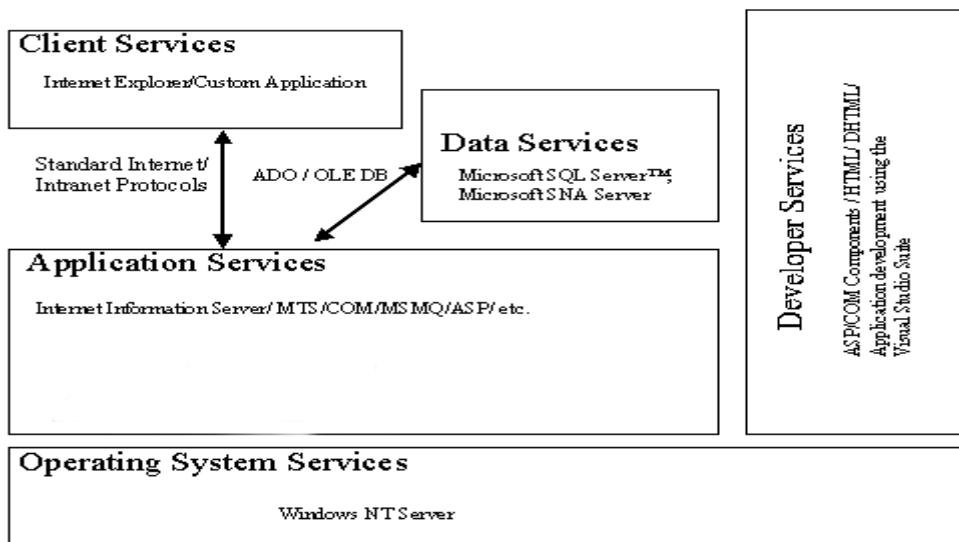 Client Services
Internet Explorer/Custom Application
Standard Internet/
Intranet Protocols
ADO / OLE DB
Data Services
Microsoft SQL Server™,
Microsoft SNA Server
Application Services
Internet Information Server/ MTS/COM/MSMQ/ASP/ etc.
Developer Services
ASP/COM Components / HTML/ DHTML/
Application development using the
Visual Studio Suite
Operating System Services
Windows NT Server